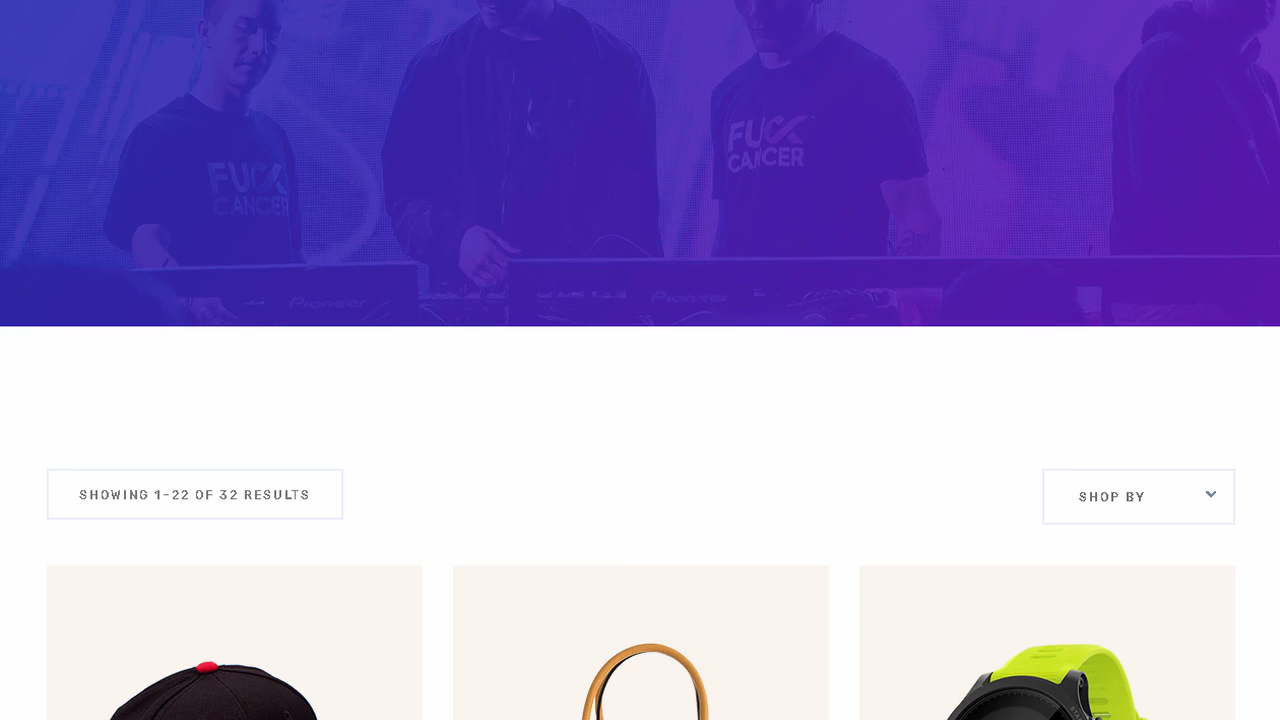 FUCK
CANCER
FUCK
CANCER
Pioneer
Pioneer
SHOWING 1-22 OF 32 RESULTS
SHOP BY